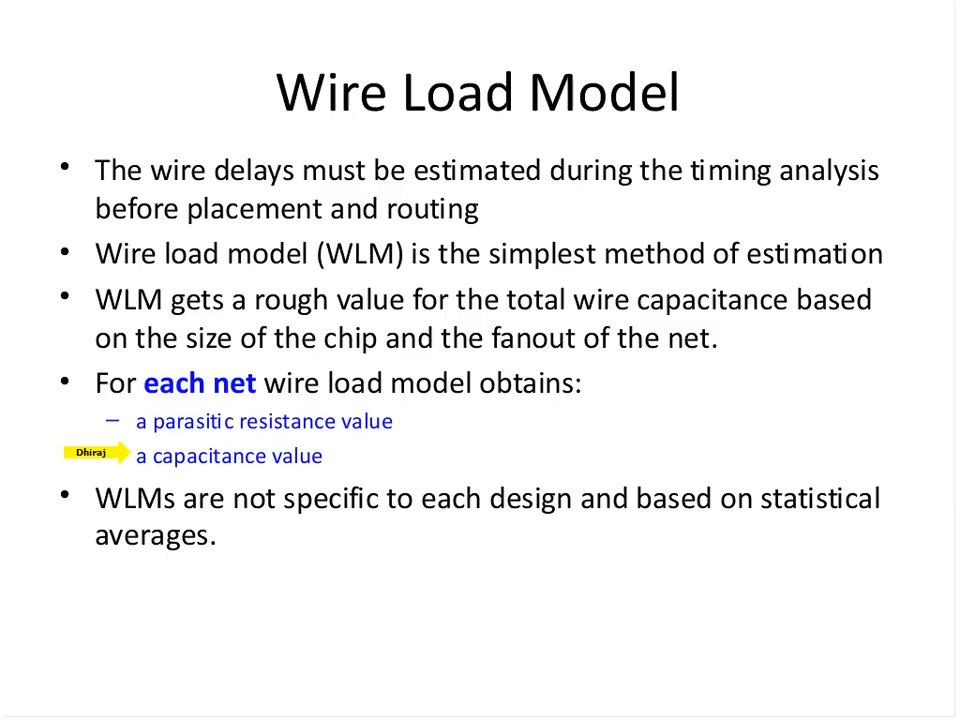 Wire Load Model
• The wire delays must be estimated during the timing analysis
before placement and routing
• Wire load model (WLM) is the simplest method of estimation
• WLM gets a rough value for the total wire capacitance based
on the size of the chip and the fanout of the net.
• For each net wire load model obtains:
– a parasitic resistance value
Dhiraj a capacitance value
• WLMs are not specific to each design and based on statistical
averages.